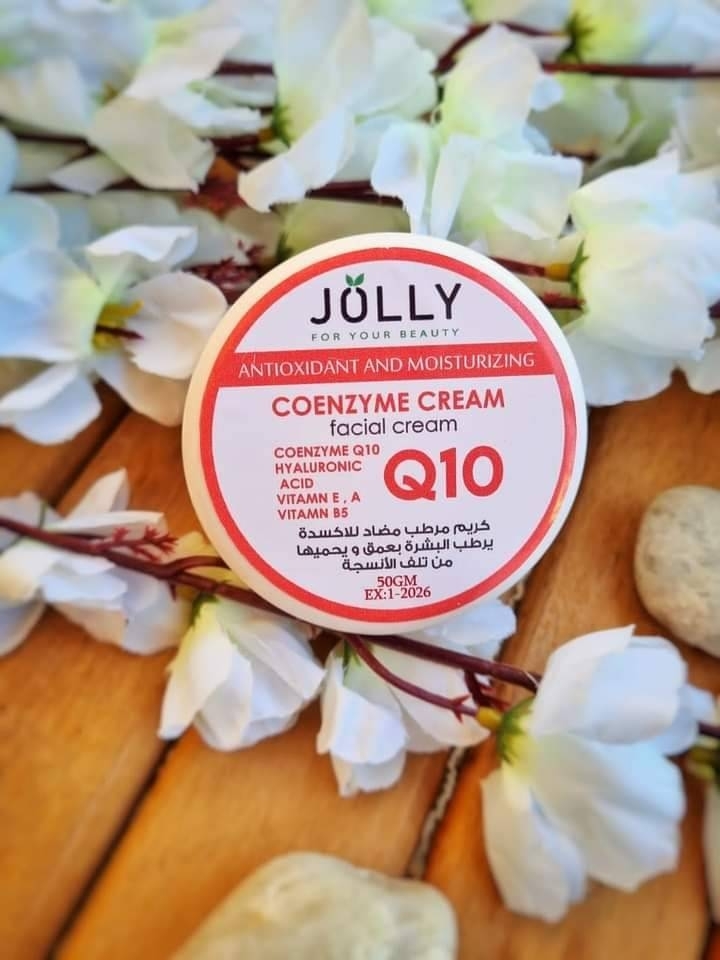 JOLLY
FOR YOUR BEAUTY
ANTIOXIDANT AND MOISTURIZING
COENZYME CREAM
facial cream
COENZYME Q10
HYALURONIC
ACID
VITAMN E , A
VITAMN B5
Q10
كريم مرطب مضاد للاكسدة
يرطب البشرة بعمق و يحميها
من تلف الأنسجة
50GM
EX:1-2026